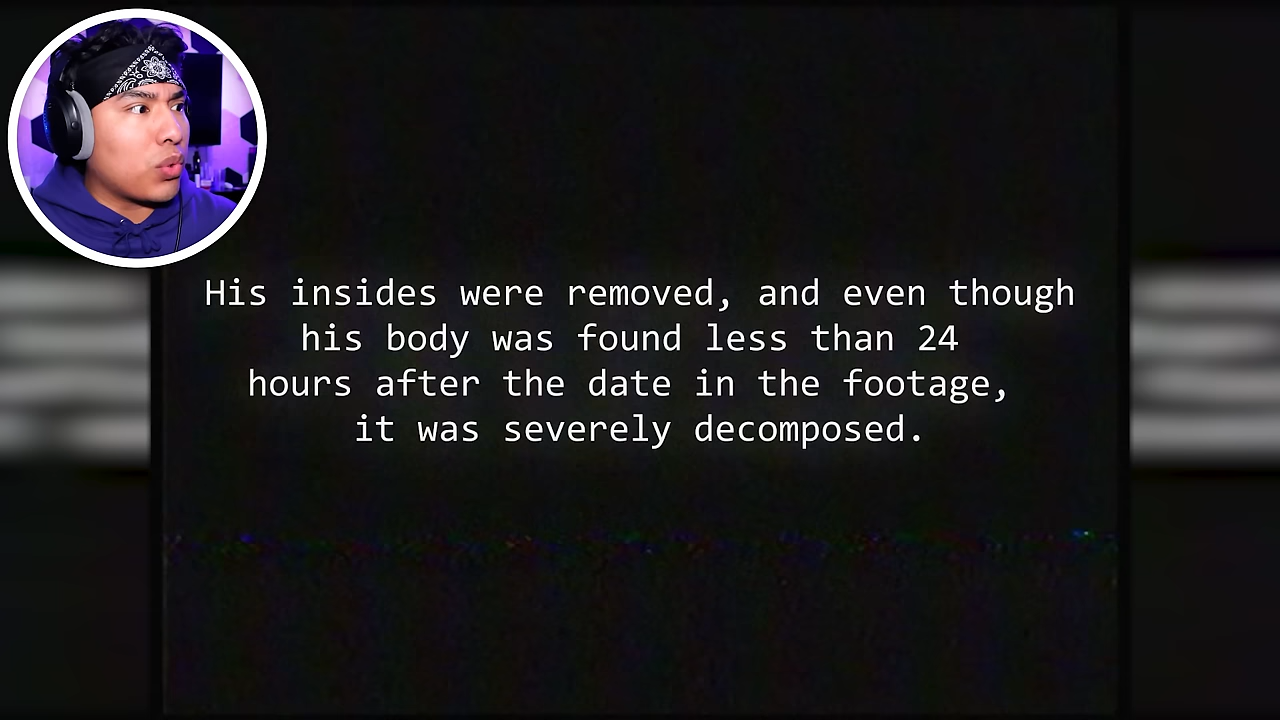 His insides were removed, and even though
his body was found less than 24
hours after the date in the footage,
it was severely decomposed.